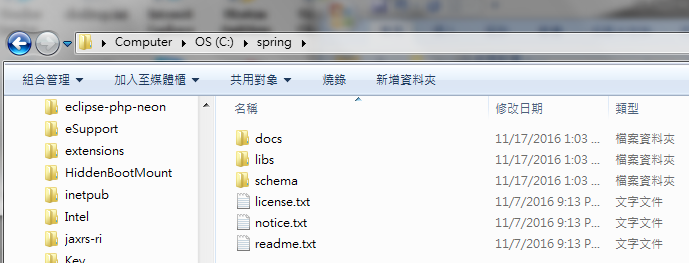 Computer ▸ OS (C:) ▸ spring ▸
組合管理 ▼ 加入至媒體櫃 ▼ 共用對象 ▼ 燒錄 新增資料夾
eclipse-php-neon
eSupport
extensions
HiddenBootMount
inetpub
Intel
jaxrs-ri
Key
名稱 修改日期 類型
docs 11/17/2016 1:03 ... 檔案資料夾
libs 11/17/2016 1:03 ... 檔案資料夾
schema 11/17/2016 1:03 ... 檔案資料夾
license.txt 11/7/2016 9:13 P... 文字文件
notice.txt 11/7/2016 9:13 P... 文字文件
readme.txt 11/7/2016 9:13 P... 文字文件